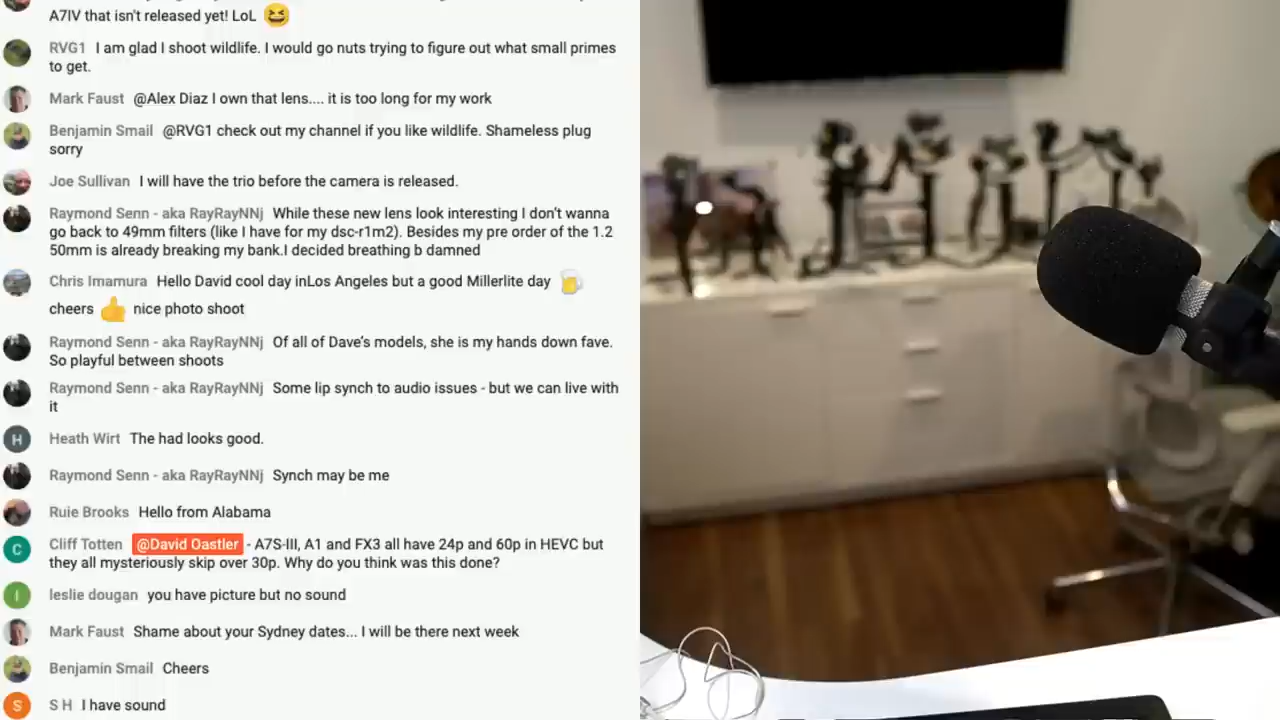 A7IV that isn't released yet! LoL 😆
RVG1 I am glad I shoot wildlife. I would go nuts trying to figure out what small primes
to get.
Mark Faust @Alex Diaz I own that lens.... it is too long for my work
Benjamin Smail @RVG1 check out my channel if you like wildlife. Shameless plug
sorry
Joe Sullivan I will have the trio before the camera is released.
Raymond Senn - aka RayRayNNj While these new lens look interesting I don't wanna
go back to 49mm filters (like I have for my dsc-r1m2). Besides my pre order of the 1.2
50mm is already breaking my bank.I decided breathing b damned
Chris Imamura Hello David cool day inLos Angeles but a good Millerlite day 🍺
cheers 👍 nice photo shoot
Raymond Senn - aka RayRayNNj Of all of Dave's models, she is my hands down fave.
So playful between shoots
Raymond Senn - aka RayRayNNj Some lip synch to audio issues - but we can live with
it
H Heath Wirt The had looks good.
Raymond Senn - aka RayRayNNj Synch may be me
Ruie Brooks Hello from Alabama
C Cliff Totten @David Oastler - A7S-III, A1 and FX3 all have 24p and 60p in HEVC but
they all mysteriously skip over 30p. Why do you think was this done?
l leslie dougan you have picture but no sound
Mark Faust Shame about your Sydney dates... I will be there next week
Benjamin Smail Cheers
S S H I have sound